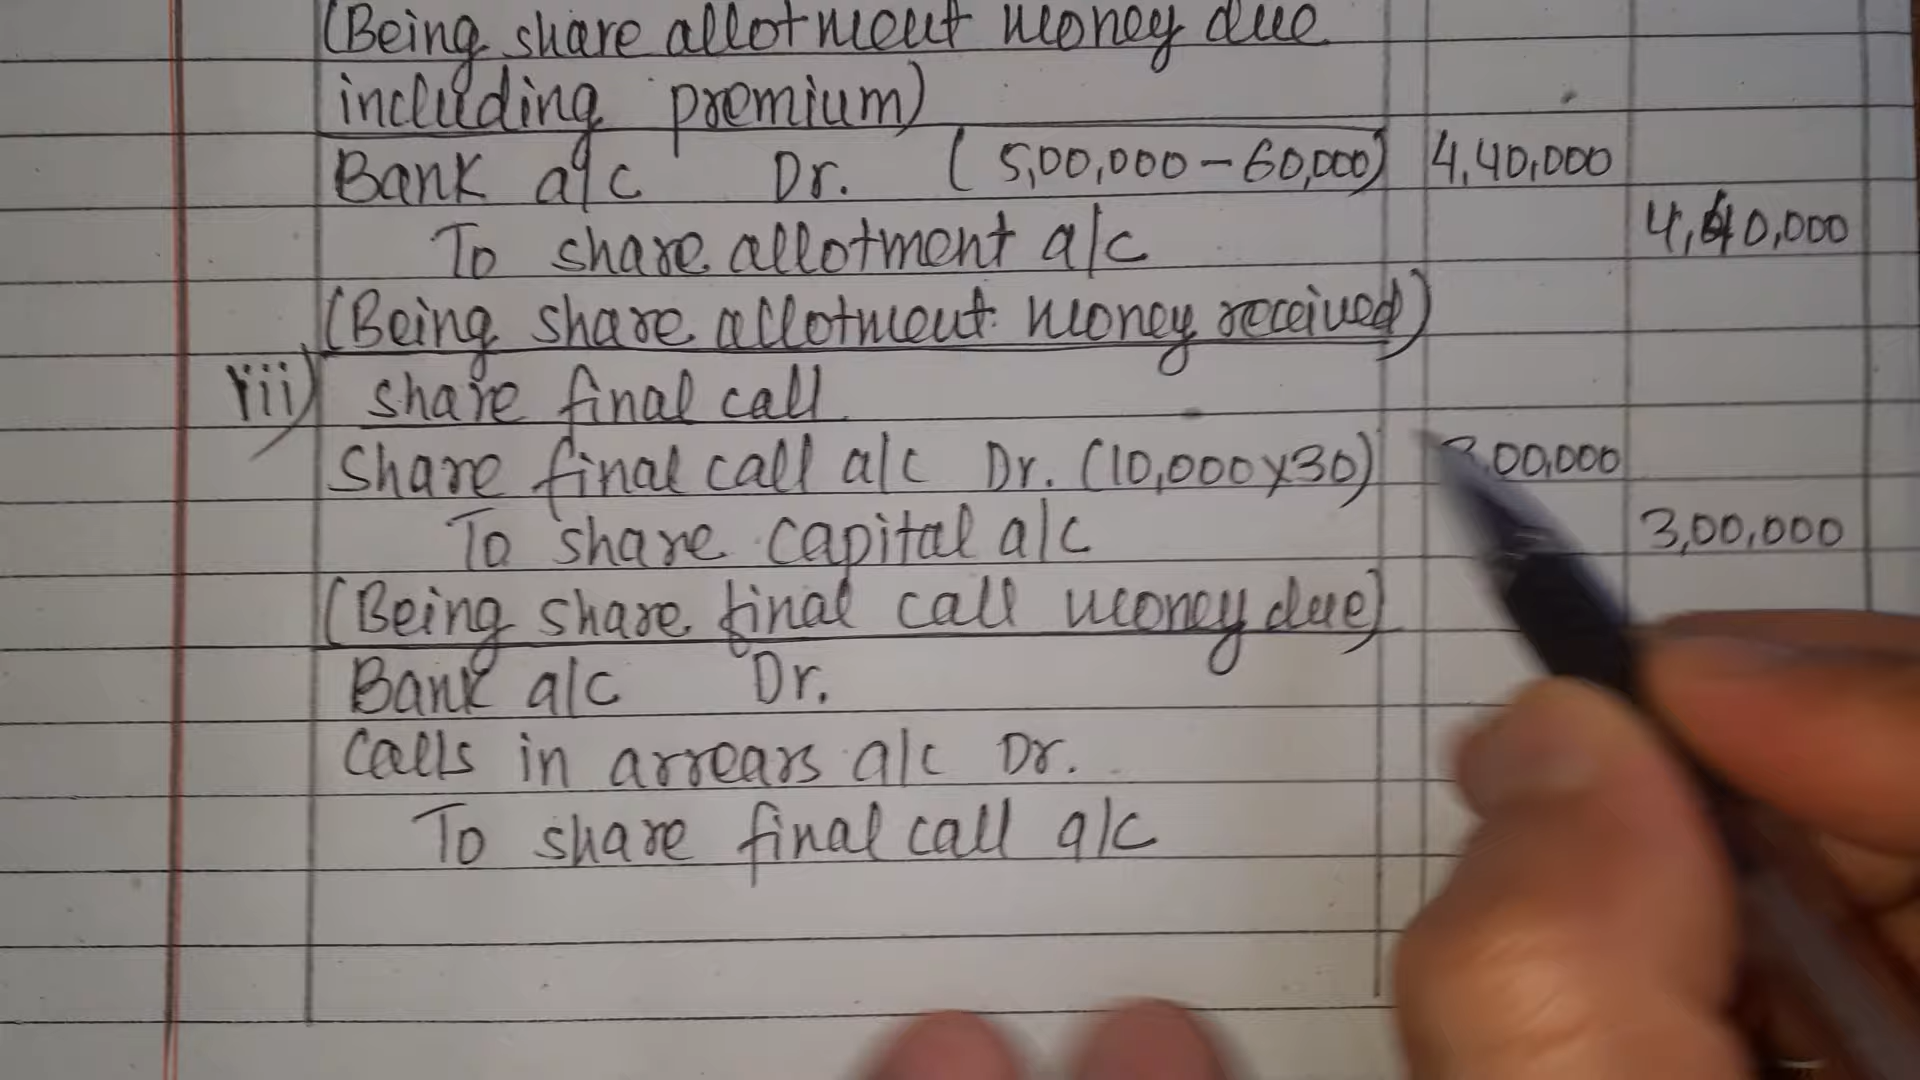 (Being share allotment money due
including premium)
Bank a/c Dr. (5,00,000-60,000) 4,40,000
To share allotment a/c 4,40,000
(Being share allotment money received)
iii) share final call
Share final call a/c Dr. (10,000x30) 3,00,000
To share capital a/c 3,00,000
(Being share final call money due)
Bank a/c Dr.
Calls in arrears a/c Dr.
To share final call a/c